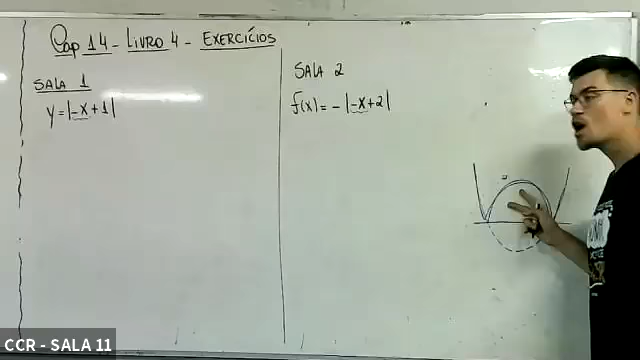 Cap 14 - Livro 4 - Exercícios
SALA 1
y = |-x + 1|
SALA 2
f(x) = - |-x + 2|
CCR - SALA 11